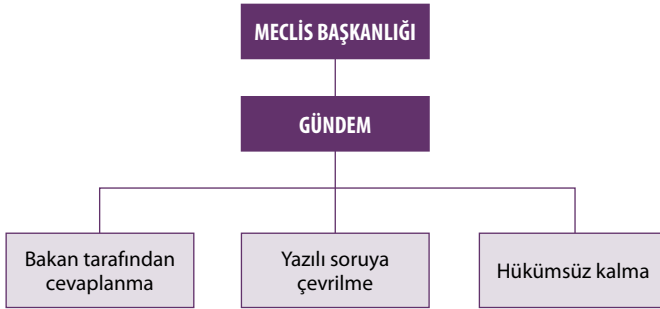 MECLİS BAŞKANLIĞI
GÜNDEM
Bakan tarafından
cevaplanma
Yazılı soruya
çevrilme
Hükümsüz kalma